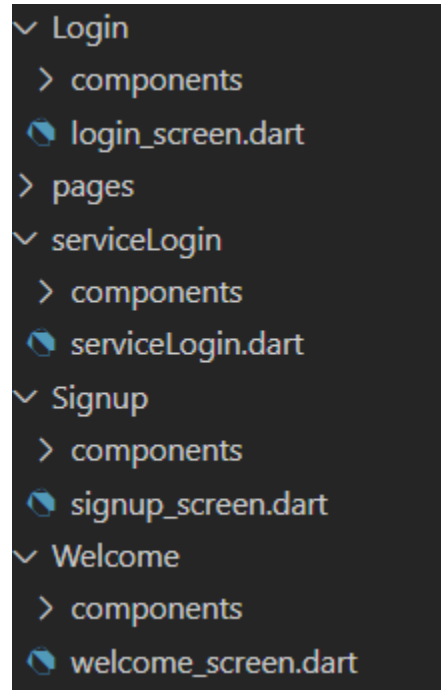 Login
components
login_screen.dart
pages
serviceLogin
components
serviceLogin.dart
Signup
components
signup_screen.dart
Welcome
components
welcome_screen.dart